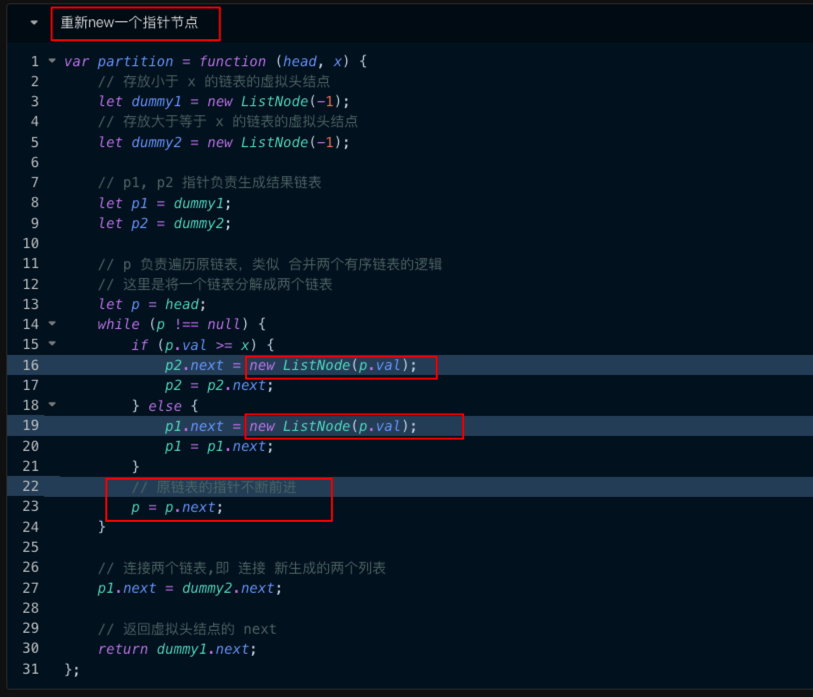 重新new一个指针节点
1 var partition = function (head, x) {
2 // 存放小于 x 的链表的虚拟头结点
3 let dummy1 = new ListNode(-1);
4 // 存放大于等于 x 的链表的虚拟头结点
5 let dummy2 = new ListNode(-1);
6
7 // p1, p2 指针负责生成结果链表
8 let p1 = dummy1;
9 let p2 = dummy2;
10
11 // p 负责遍历原链表，类似 合并两个有序链表的逻辑
12 // 这里是将一个链表分解成两个链表
13 let p = head;
14 while (p !== null) {
15 if (p.val >= x) {
16 p2.next = new ListNode(p.val);
17 p2 = p2.next;
18 } else {
19 p1.next = new ListNode(p.val);
20 p1 = p1.next;
21 }
22 // 原链表的指针不断前进
23 p = p.next;
24 }
25
26 // 连接两个链表,即 连接 新生成的两个列表
27 p1.next = dummy2.next;
28
29 // 返回虚拟头结点的 next
30 return dummy1.next;
31 };